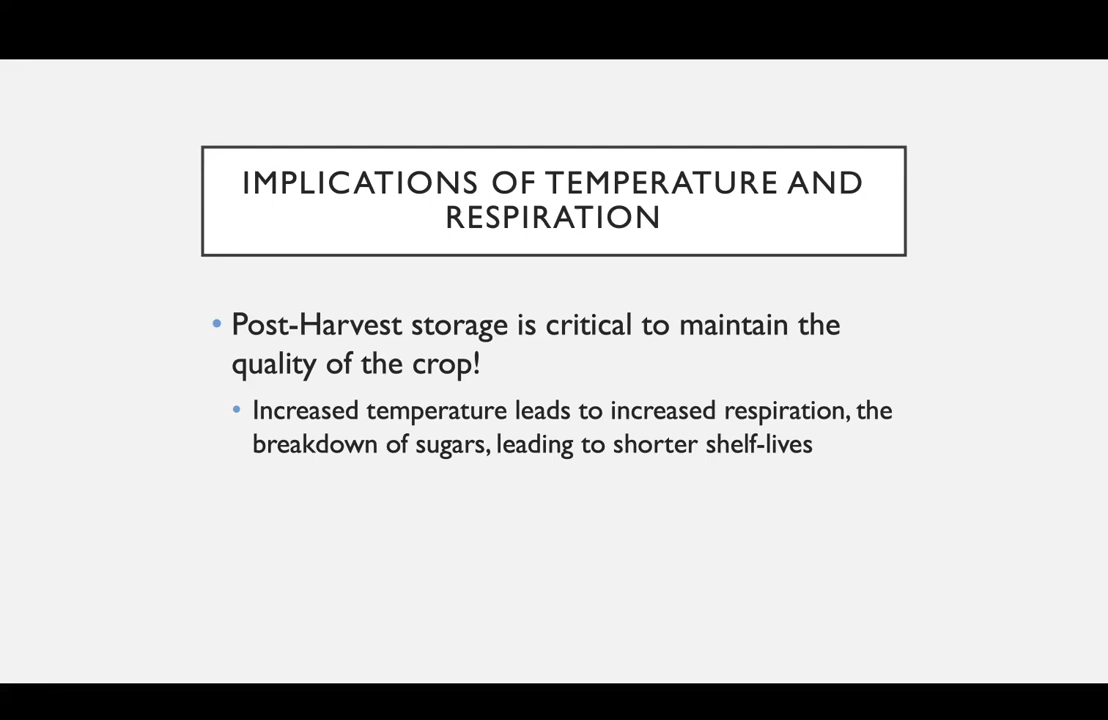 IMPLICATIONS OF TEMPERATURE AND
RESPIRATION
• Post-Harvest storage is critical to maintain the
quality of the crop!
• Increased temperature leads to increased respiration, the
breakdown of sugars, leading to shorter shelf-lives